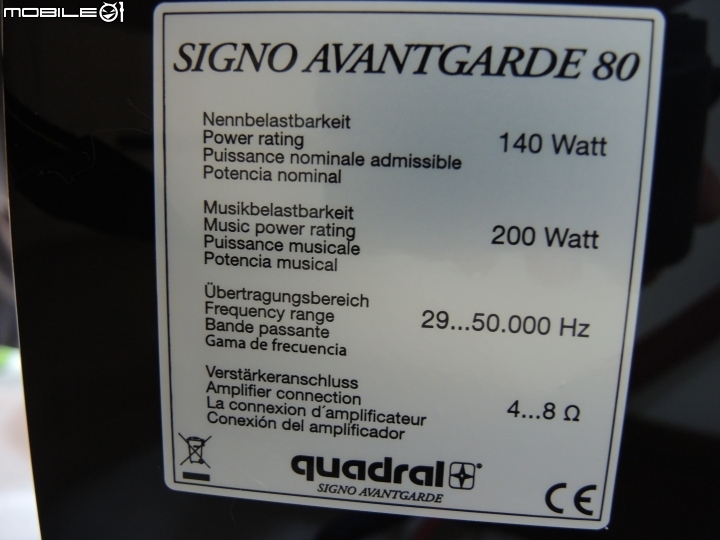 MOBILE01
SIGNO AVANTGARDE 80
Nennbelastbarkeit
Power rating
Puissance nominale admissible
Potencia nominal
140 Watt
Musikbelastbarkeit
Music power rating
Puissance musicale
Potencia musical
200 Watt
Übertragungsbereich
Frequency range
Bande passante
Gama de frecuencia
29...50.000 Hz
Verstärkeranschluss
Amplifier connection
La connexion d´amplificateur
Conexión del amplificador
4...8 Ω
quadral
SIGNO AVANTGARDE
CE